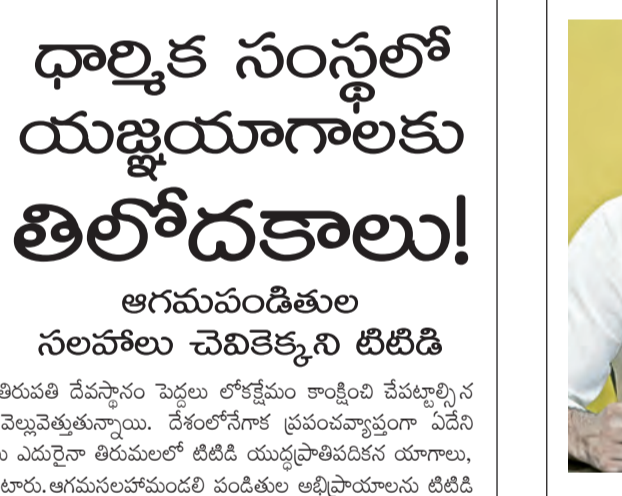 ధార్మిక సంస్థలో
యజ్ఞయాగాలకు
తిలోదకాలు!
ఆగమపండితుల
సలహాలు చెవికెక్కని టిటిడి
తిరుపతి దేవస్థానం పెద్దలు లోకక్షేమం కాంక్షించి చేపట్టాల్సిన
వెల్లువెత్తుతున్నాయి. దేశంలోనేగాక ప్రపంచవ్యాప్తంగా ఏదేని
ఎదురైనా తిరుమలలో టిటిడి యుద్ధప్రాతిపదికన యాగాలు,
టారు. ఆగమసలహామండలి పండితుల అభిప్రాయాలను టిటిడి